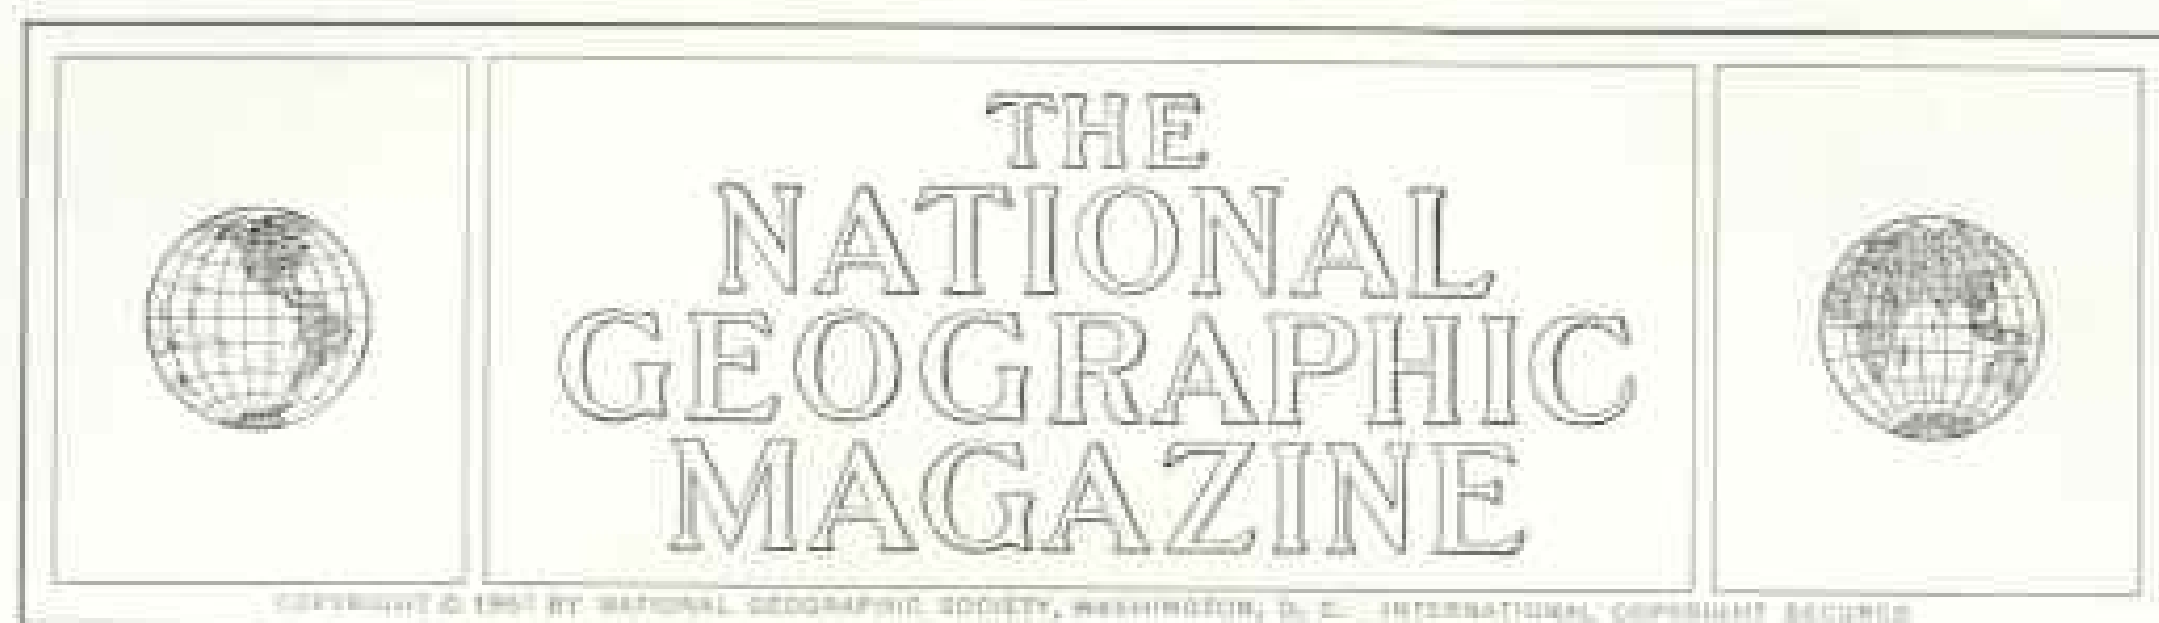 THE
NATIONAL
GEOGRAPHIC
MAGAZINE
COPYRIGHT © BY NATIONAL GEOGRAPHIC SOCIETY, WASHINGTON, D. C. INTERNATIONAL COPYRIGHT SECURED